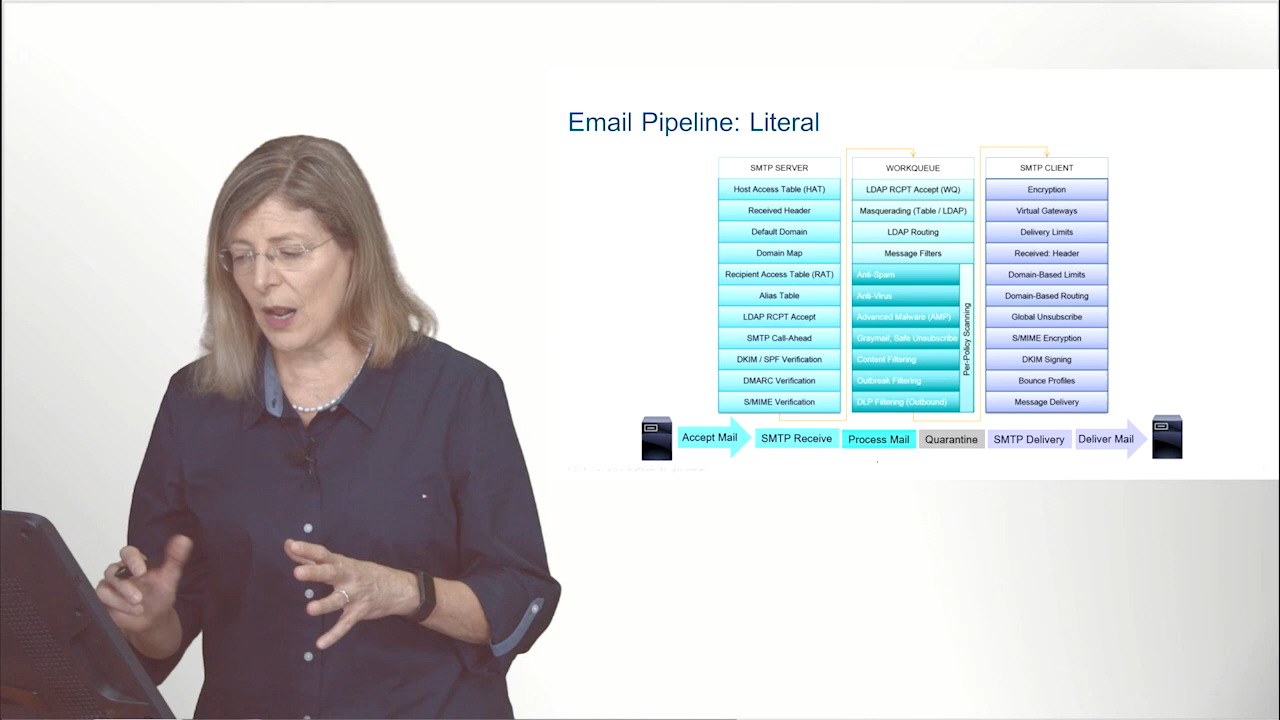 Email Pipeline: Literal
SMTP SERVER
Host Access Table (HAT)
Received Header
Default Domain
Domain Map
Recipient Access Table (RAT)
Alias Table
LDAP RCPT Accept
SMTP Call-Ahead
DKIM / SPF Verification
DMARC Verification
S/MIME Verification
WORKQUEUE
LDAP RCPT Accept (WQ)
Masquerading (Table / LDAP)
LDAP Routing
Message Filters
Anti-Spam
Anti-Virus
Advanced Malware (AMP)
Graymail, Safe Unsubscribe
Content Filtering
Outbreak Filtering
DLP Filtering (Outbound)
Per-Policy Scanning
SMTP CLIENT
Encryption
Virtual Gateways
Delivery Limits
Received: Header
Domain-Based Limits
Domain-Based Routing
Global Unsubscribe
S/MIME Encryption
DKIM Signing
Bounce Profiles
Message Delivery
Accept Mail
SMTP Receive
Process Mail
Quarantine
SMTP Delivery
Deliver Mail